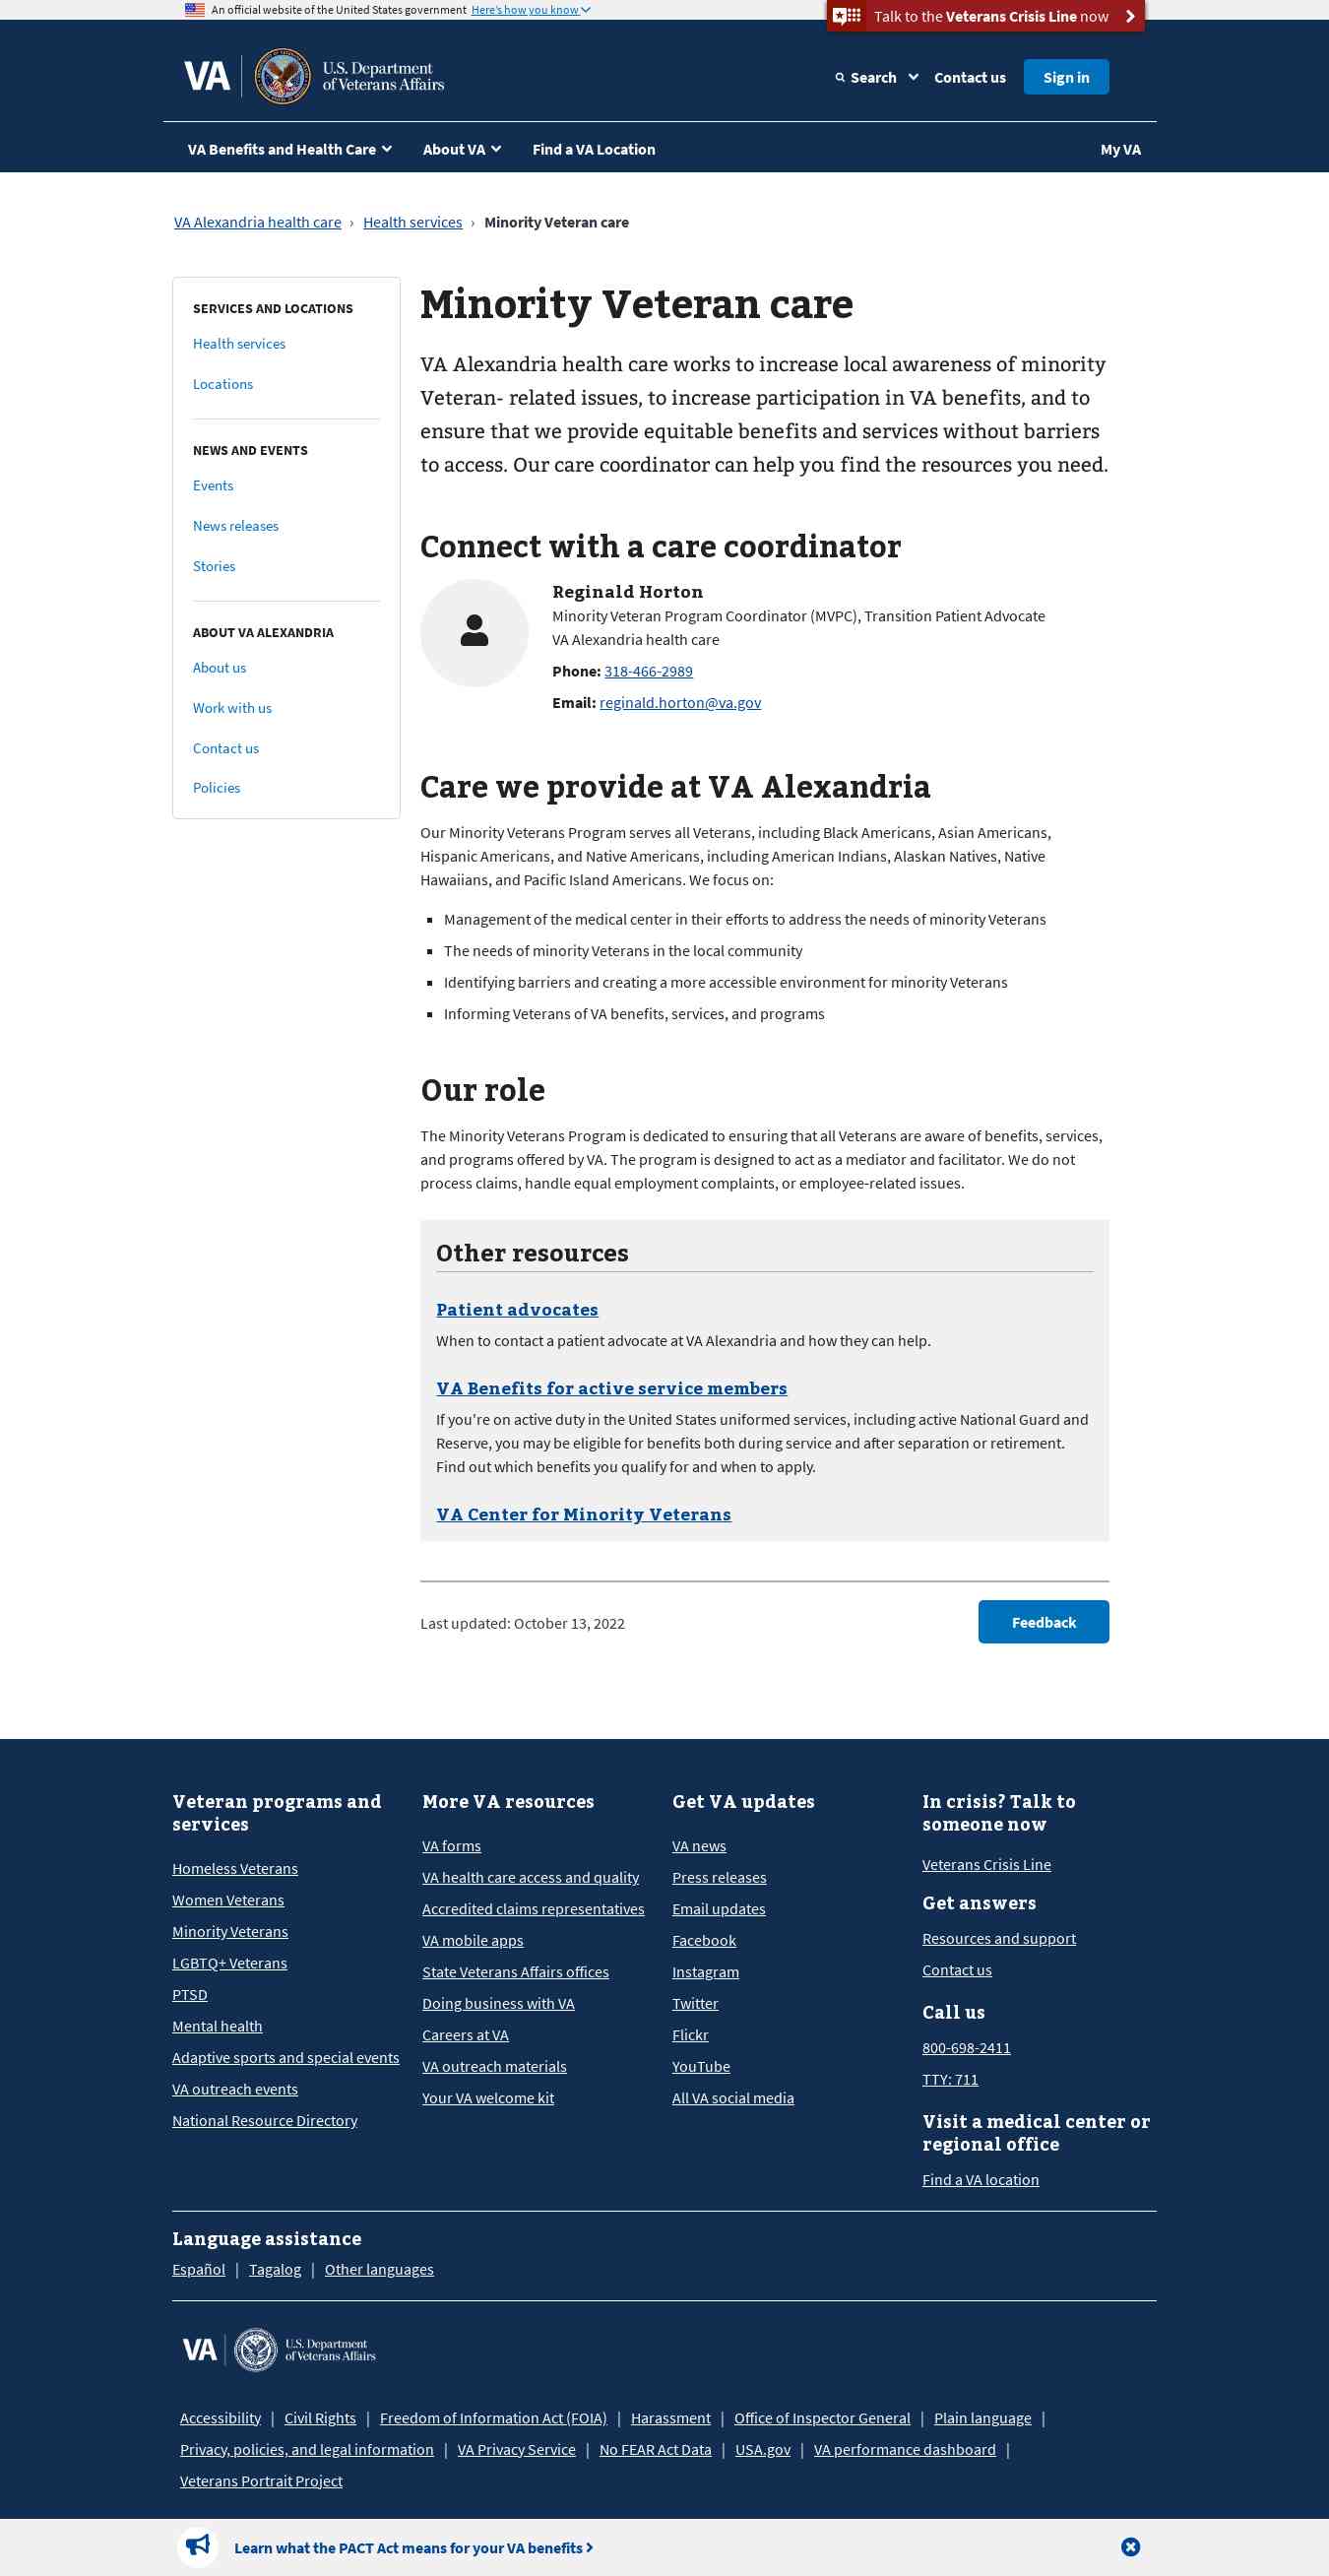 An official website of the United States government Here's how you know
Talk to the Veterans Crisis Line now
VA
U.S. Department
of Veterans Affairs
Search
Contact us
Sign in
VA Benefits and Health Care
About VA
Find a VA Location
My VA
VA Alexandria health care › Health services › Minority Veteran care
SERVICES AND LOCATIONS
Health services
Locations
NEWS AND EVENTS
Events
News releases
Stories
ABOUT VA ALEXANDRIA
About us
Work with us
Contact us
Policies
Minority Veteran care
VA Alexandria health care works to increase local awareness of minority
Veteran- related issues, to increase participation in VA benefits, and to
ensure that we provide equitable benefits and services without barriers
to access. Our care coordinator can help you find the resources you need.
Connect with a care coordinator
Reginald Horton
Minority Veteran Program Coordinator (MVPC), Transition Patient Advocate
VA Alexandria health care
Phone: 318-466-2989
Email: reginald.horton@va.gov
Care we provide at VA Alexandria
Our Minority Veterans Program serves all Veterans, including Black Americans, Asian Americans,
Hispanic Americans, and Native Americans, including American Indians, Alaskan Natives, Native
Hawaiians, and Pacific Island Americans. We focus on:
▪ Management of the medical center in their efforts to address the needs of minority Veterans
▪ The needs of minority Veterans in the local community
▪ Identifying barriers and creating a more accessible environment for minority Veterans
▪ Informing Veterans of VA benefits, services, and programs
Our role
The Minority Veterans Program is dedicated to ensuring that all Veterans are aware of benefits, services,
and programs offered by VA. The program is designed to act as a mediator and facilitator. We do not
process claims, handle equal employment complaints, or employee-related issues.
Other resources
Patient advocates
When to contact a patient advocate at VA Alexandria and how they can help.
VA Benefits for active service members
If you're on active duty in the United States uniformed services, including active National Guard and
Reserve, you may be eligible for benefits both during service and after separation or retirement.
Find out which benefits you qualify for and when to apply.
VA Center for Minority Veterans
Last updated: October 13, 2022
Feedback
Veteran programs and
services
Homeless Veterans
Women Veterans
Minority Veterans
LGBTQ+ Veterans
PTSD
Mental health
Adaptive sports and special events
VA outreach events
National Resource Directory
More VA resources
VA forms
VA health care access and quality
Accredited claims representatives
VA mobile apps
State Veterans Affairs offices
Doing business with VA
Careers at VA
VA outreach materials
Your VA welcome kit
Get VA updates
VA news
Press releases
Email updates
Facebook
Instagram
Twitter
Flickr
YouTube
All VA social media
In crisis? Talk to
someone now
Veterans Crisis Line
Get answers
Resources and support
Contact us
Call us
800-698-2411
TTY: 711
Visit a medical center or
regional office
Find a VA location
Language assistance
Español | Tagalog | Other languages
VA
U.S. Department
of Veterans Affairs
Accessibility | Civil Rights | Freedom of Information Act (FOIA) | Harassment | Office of Inspector General | Plain language |
Privacy, policies, and legal information | VA Privacy Service | No FEAR Act Data | USA.gov | VA performance dashboard |
Veterans Portrait Project
Learn what the PACT Act means for your VA benefits